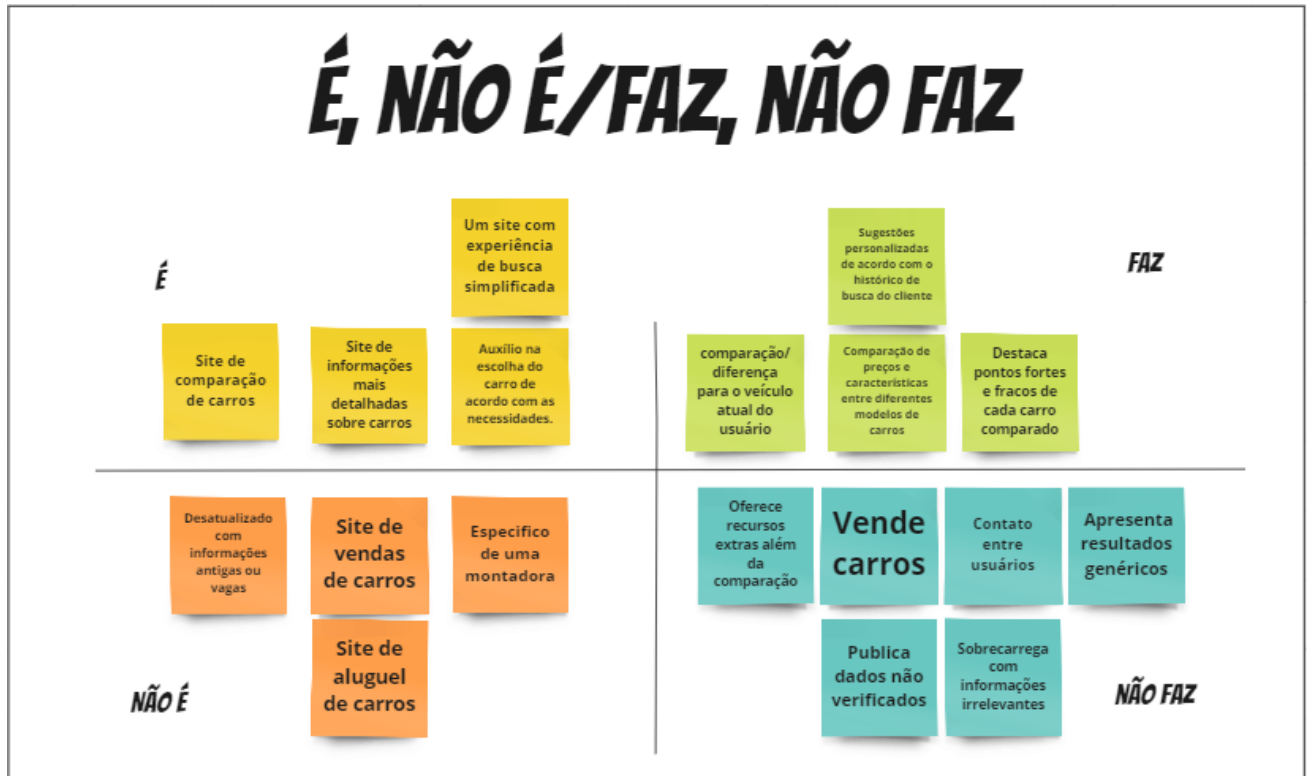 É, NÃO É/FAZ, NÃO FAZ
É
Um site com
experiência
de busca
simplificada
Site de
comparação
de carros
Site de
informações
mais
detalhadas
sobre carros
Auxílio na
escolha do
carro de
acordo com as
necessidades.
FAZ
Sugestões
personalizadas
de acordo com o
histórico de
busca do cliente
comparação/
diferença
para o veículo
atual do
usuário
Comparação de
preços e
características
entre diferentes
modelos de
carros
Destaca
pontos fortes
e fracos de
cada carro
comparado
NÃO É
Desatualizado
com
informações
antigas ou
vagas
Site de
vendas
de carros
Especifico
de uma
montadora
Site de
aluguel
de carros
NÃO FAZ
Oferece
recursos
extras além
da
comparação
Vende
carros
Contato
entre
usuários
Apresenta
resultados
genéricos
Publica
dados não
verificados
Sobrecarrega
com
informações
irrelevantes